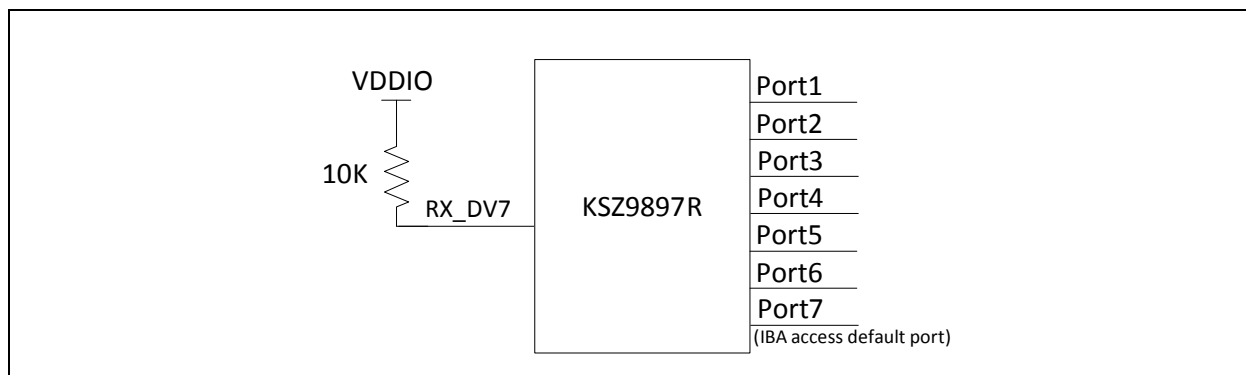 VDDIO
10K
RX_DV7
KSZ9897R
Port1
Port2
Port3
Port4
Port5
Port6
Port7
(IBA access default port)